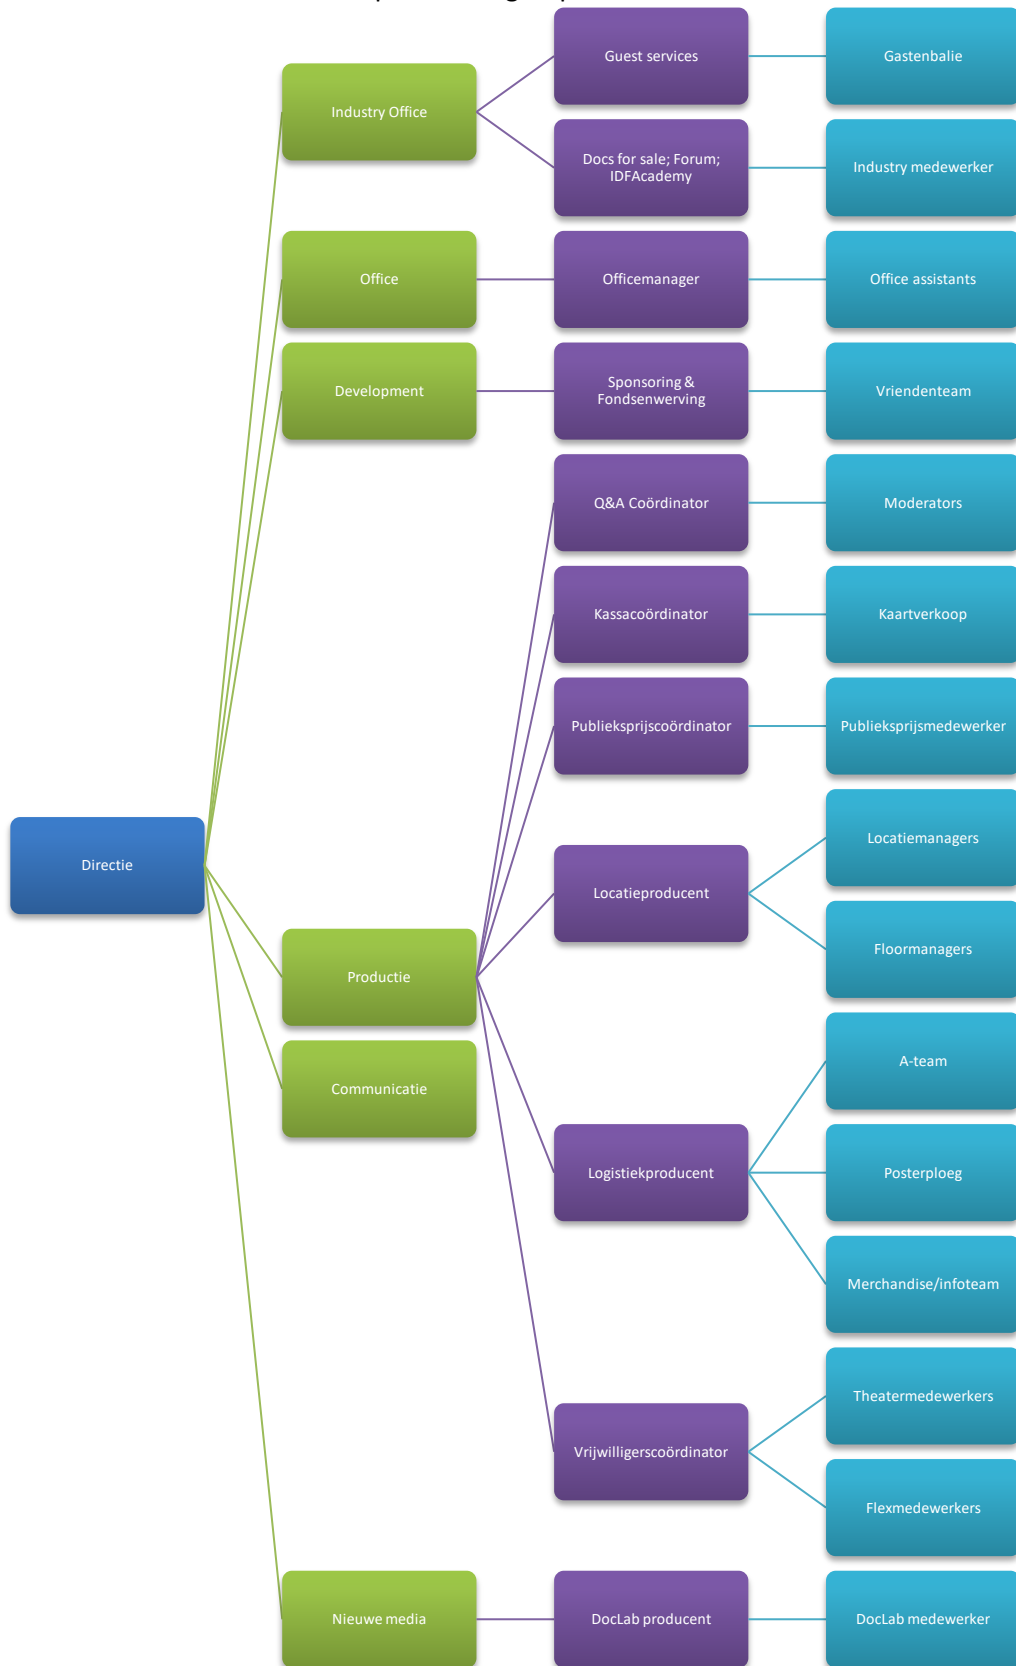 Guest services
Gastenbalie
Industry Office
Docs for sale; Forum;
IDFAcademy
Industry medewerker
Office
Officemanager
Office assistants
Development
Sponsoring &
Fondsenwerving
Vriendenteam
Q&A Coördinator
Moderators
Kassacoördinator
Kaartverkoop
Publieksprijscoördinator
Publieksprijsmedewerker
Locatiemanagers
Directie
Locatieproducent
Floormanagers
Productie
A-team
Communicatie
Logistiekproducent
Posterploeg
Merchandise/infoteam
Theatermedewerkers
Vrijwilligerscoördinator
Flexmedewerkers
Nieuwe media
DocLab producent
DocLab medewerker